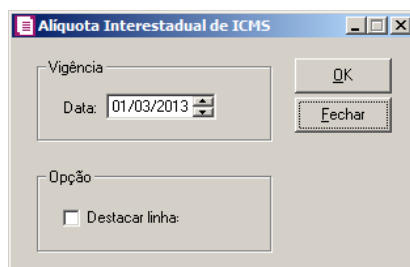 Alíquota Interestadual de ICMS
Vigência
Data: 01/03/2013
OK
Fechar
Opção
Destacar linha: